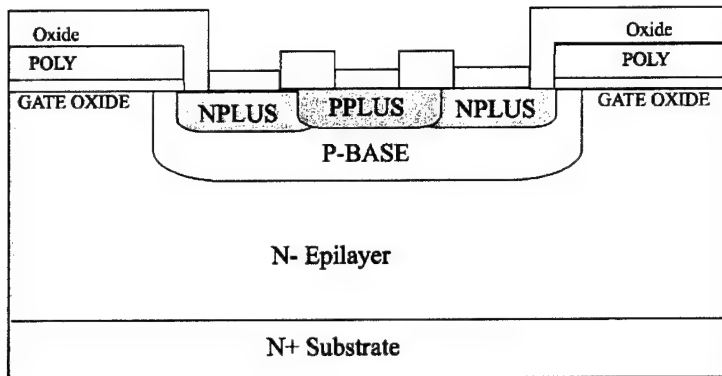 Oxide
Oxide
POLY
POLY
GATE OXIDE
GATE OXIDE
NPLUS
PPLUS
NPLUS
P-BASE
N- Epilayer
N+ Substrate